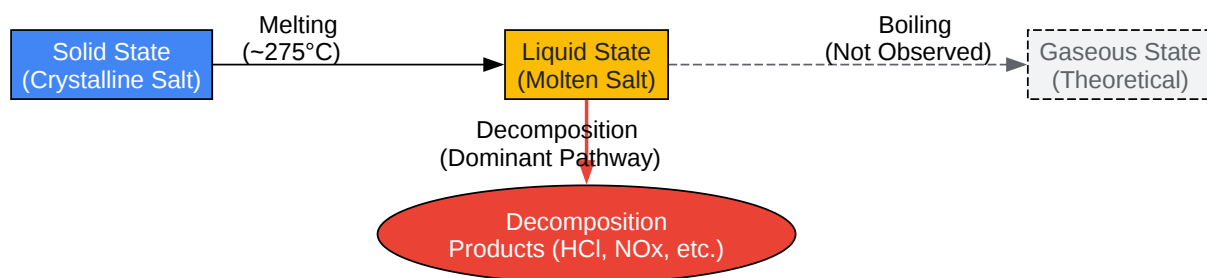 Solid State
(Crystalline Salt)
Melting
(~275°C)
Liquid State
(Molten Salt)
Boiling
(Not Observed)
Gaseous State
(Theoretical)
Decomposition
(Dominant Pathway)
Decomposition
Products (HCl, NOx, etc.)